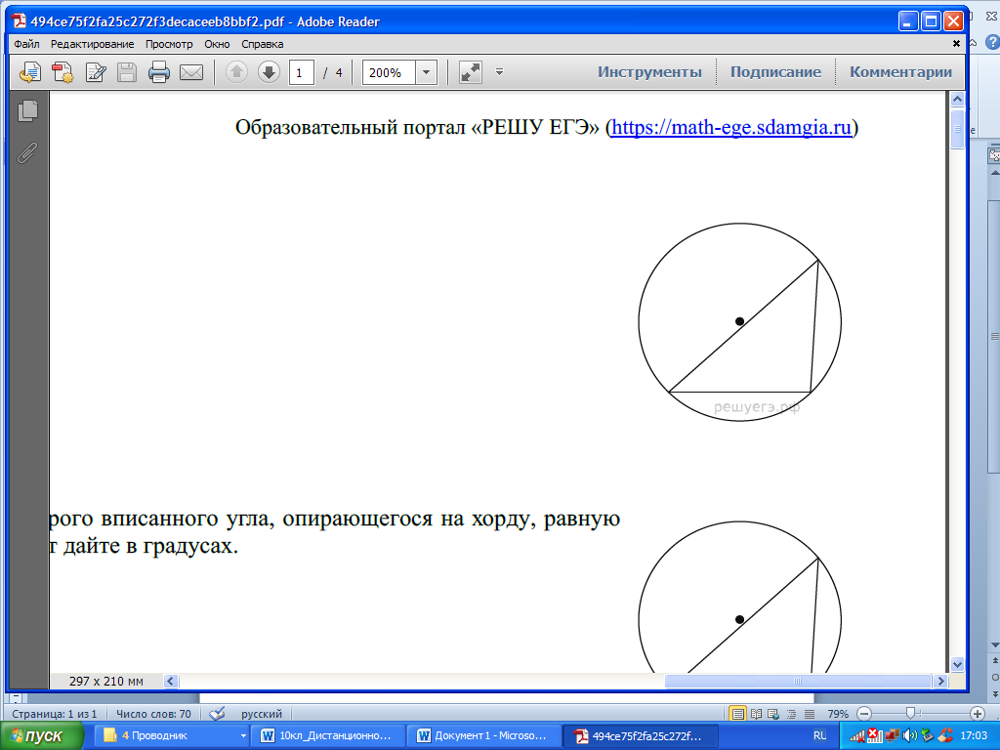 494ce75f2fa25c272f3decaceeb8bbf2.pdf - Adobe Reader
Файл Редактирование Просмотр Окно Справка
1 / 4 200% Инструменты Подписание Комментарии
Образовательный портал «РЕШУ ЕГЭ» (https://math-ege.sdamgia.ru)
решуегэ.рф
рого вписанного угла, опирающегося на хорду, равную
т дайте в градусах.
297 x 210 мм
Страница: 1 из 1 Число слов: 70 русский 79%
пуск 4 Проводник 10кл_Дистанционно... Документ1 - Microso... 494ce75f2fa25c272f... RU 17:03